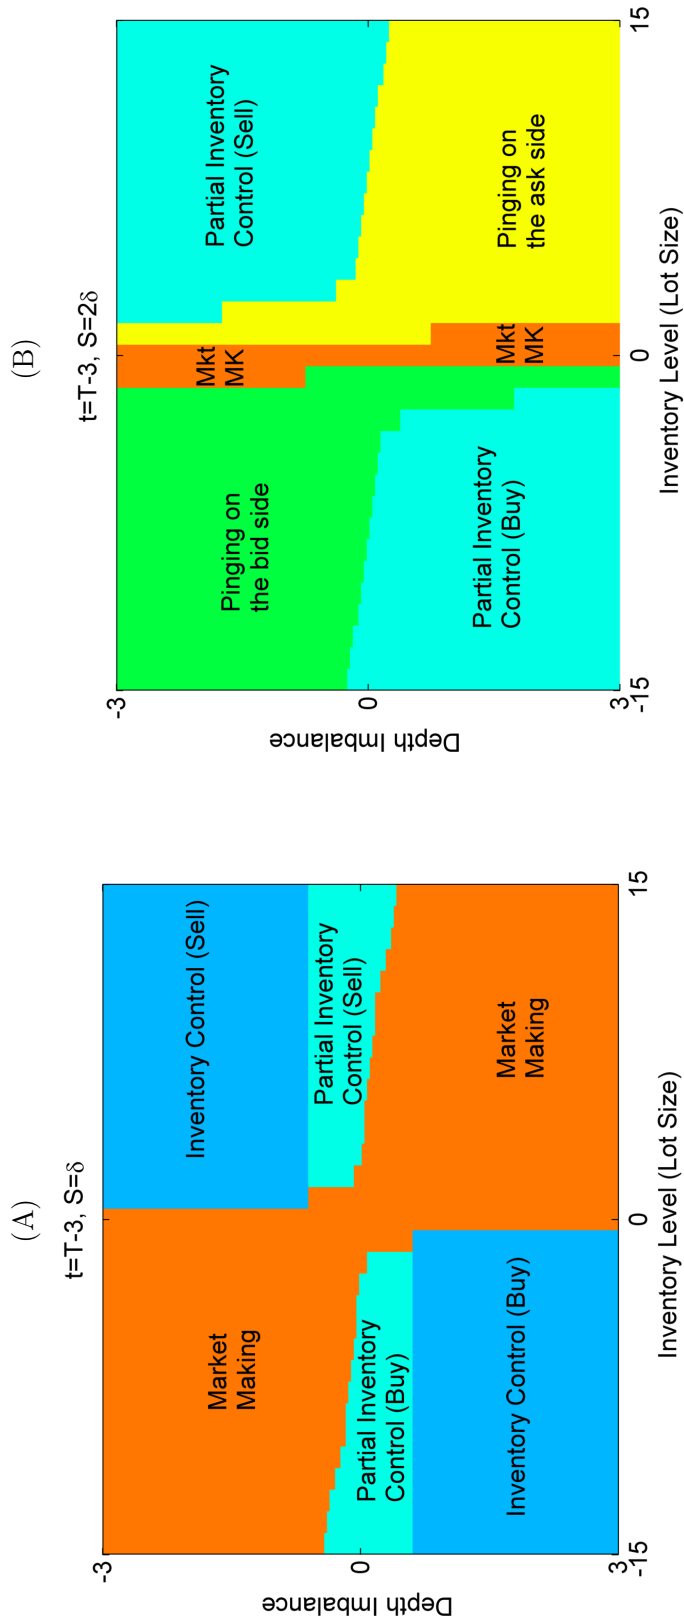 (A)
t=T-3, S=δ
Depth Imbalance
-3
0
3
Market
Making
Inventory Control (Sell)
Partial Inventory
Control (Sell)
Partial Inventory
Control (Buy)
Market
Making
Inventory Control (Buy)
-15
0
15
Inventory Level (Lot Size)
(B)
t=T-3, S=2δ
Depth Imbalance
-3
0
3
Pinging on
the bid side
Mkt
MK
Partial Inventory
Control (Sell)
Partial Inventory
Control (Buy)
Mkt
MK
Pinging on
the ask side
-15
0
15
Inventory Level (Lot Size)